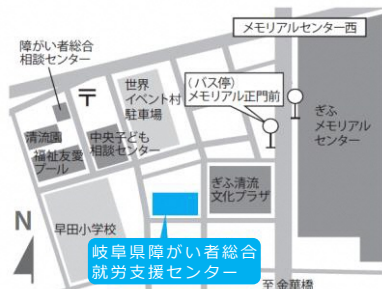 メモリアルセンター西
障がい者総合
相談センター
〒
世界
イベント村
駐車場
(バス停)
メモリアル正門前
ぎふ
メモリアル
センター
清流園
福祉友愛
プール
中央子ども
相談センター
ぎふ清流
文化プラザ
早田小学校
N
岐阜県障がい者総合
就労支援センター
至金華橋